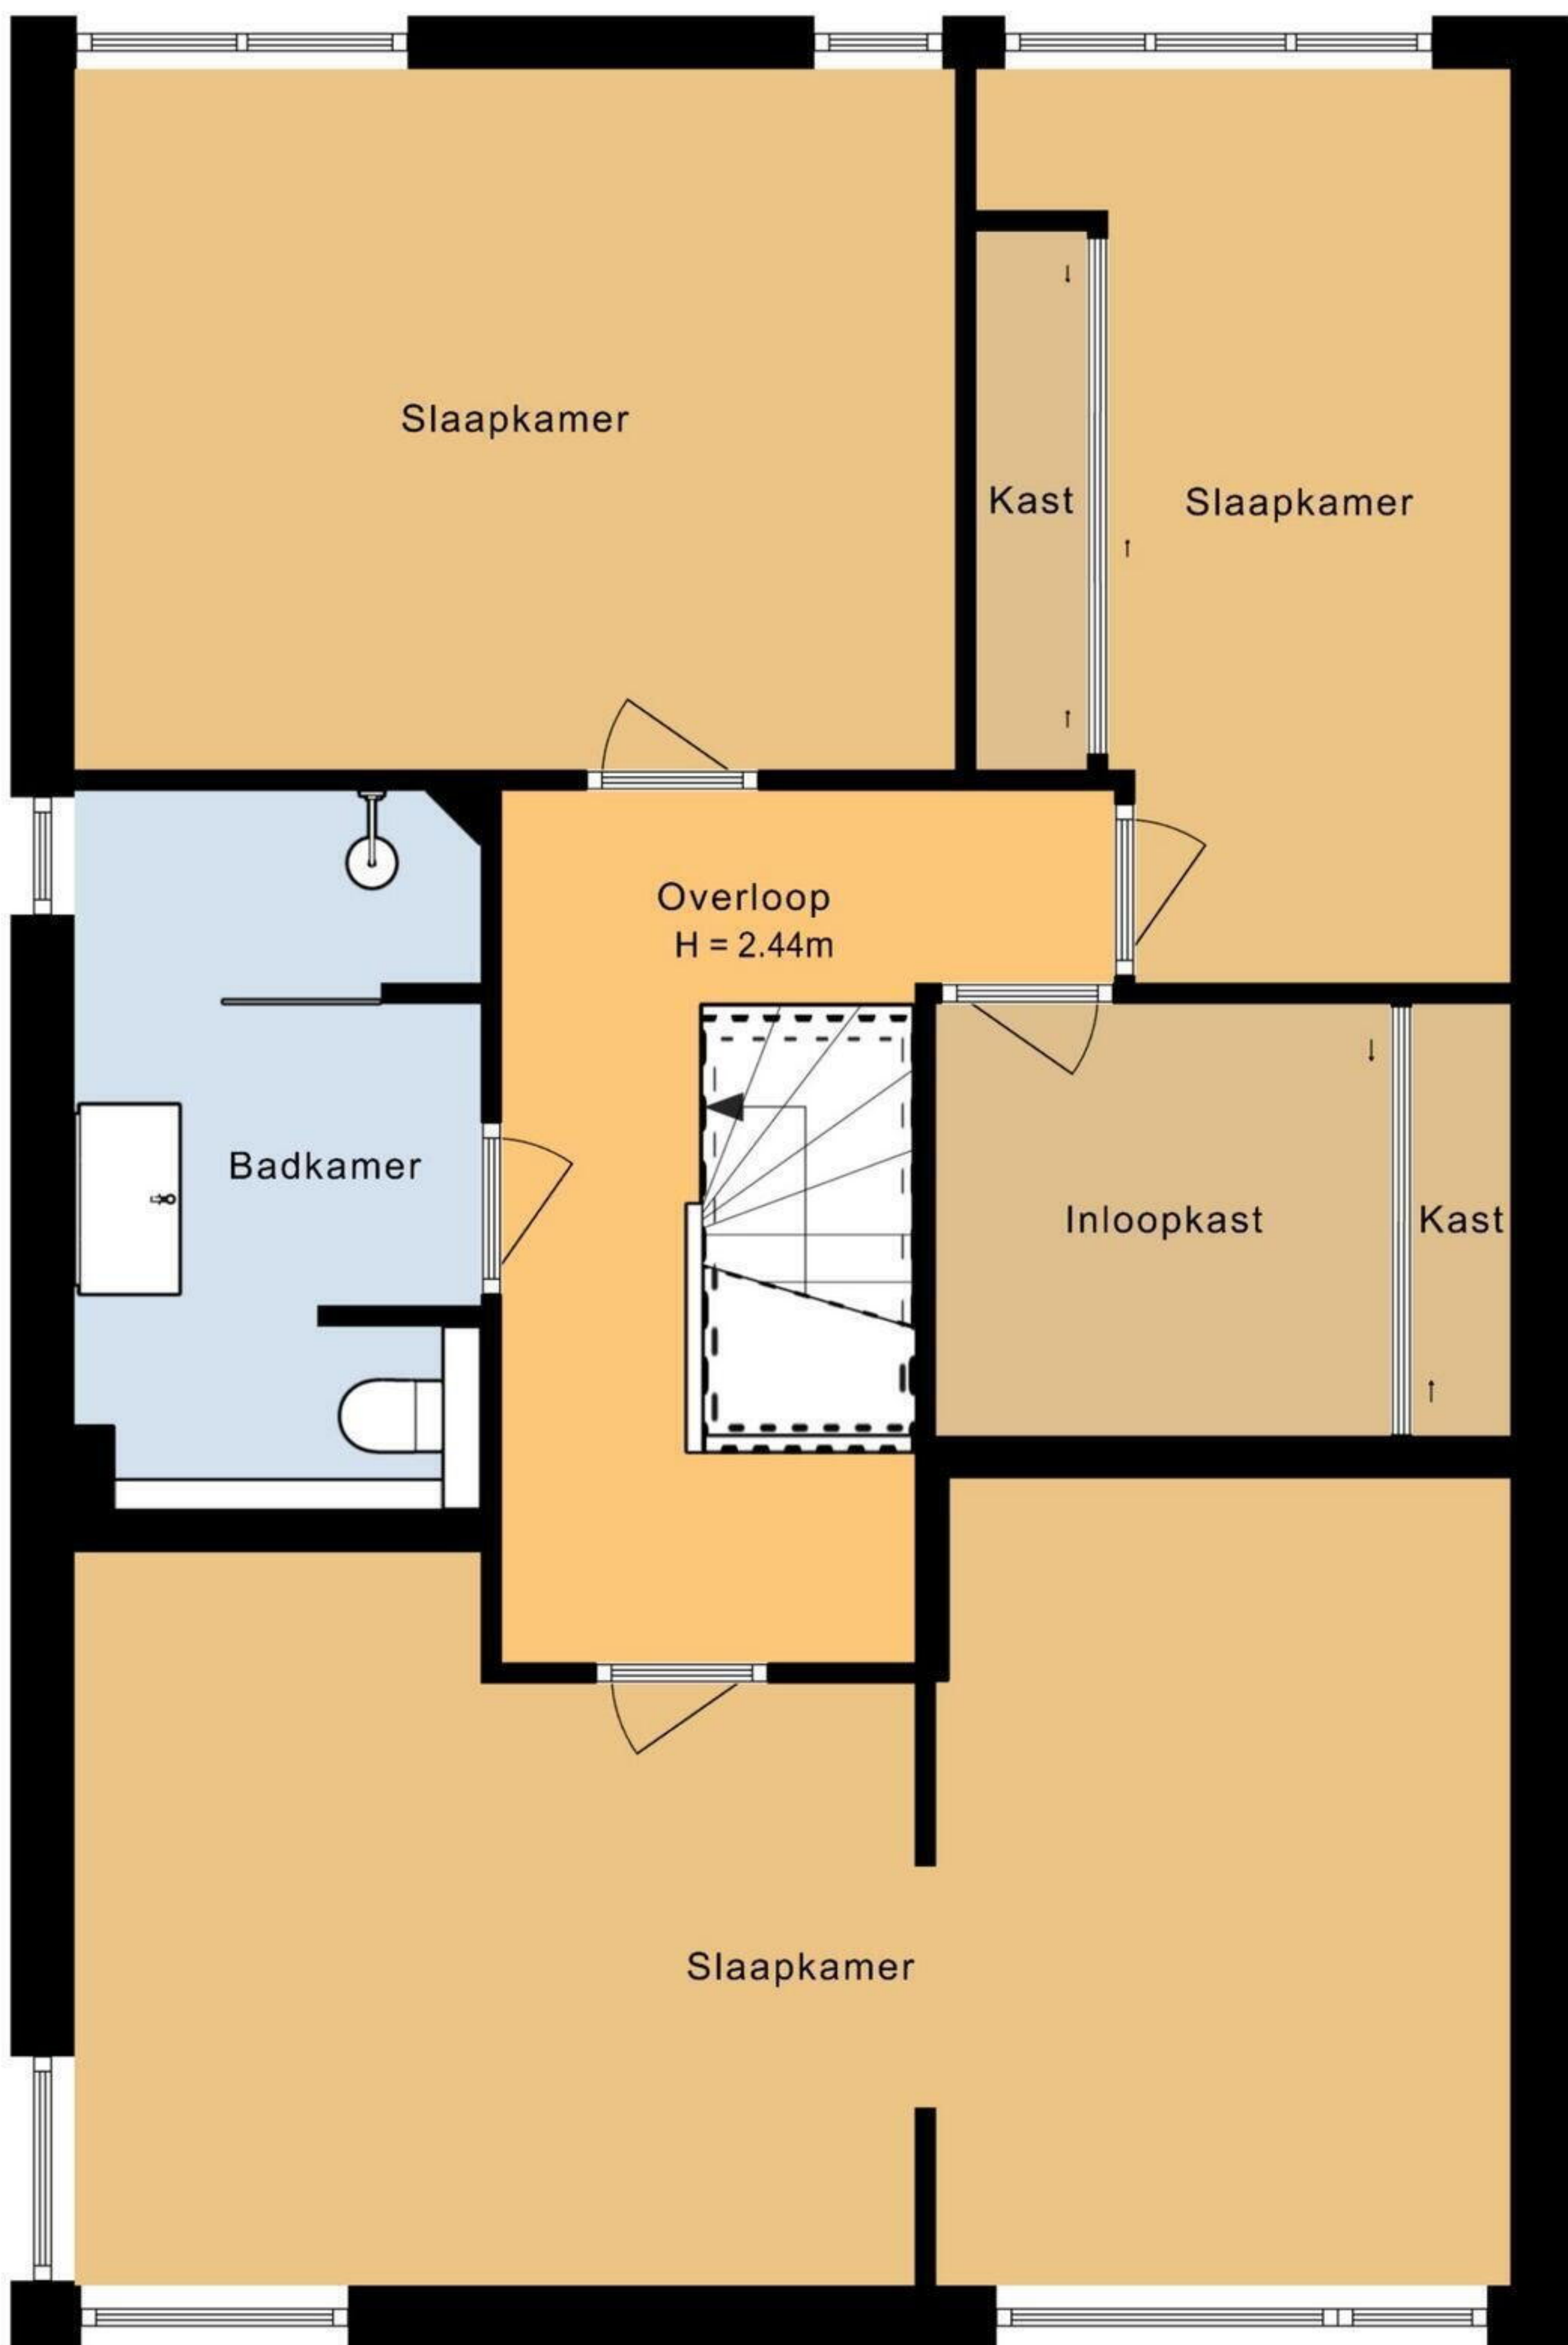 Slaapkamer
Kast
Slaapkamer
Overloop
H = 2.44m
Badkamer
Inloopkast
Kast
Slaapkamer